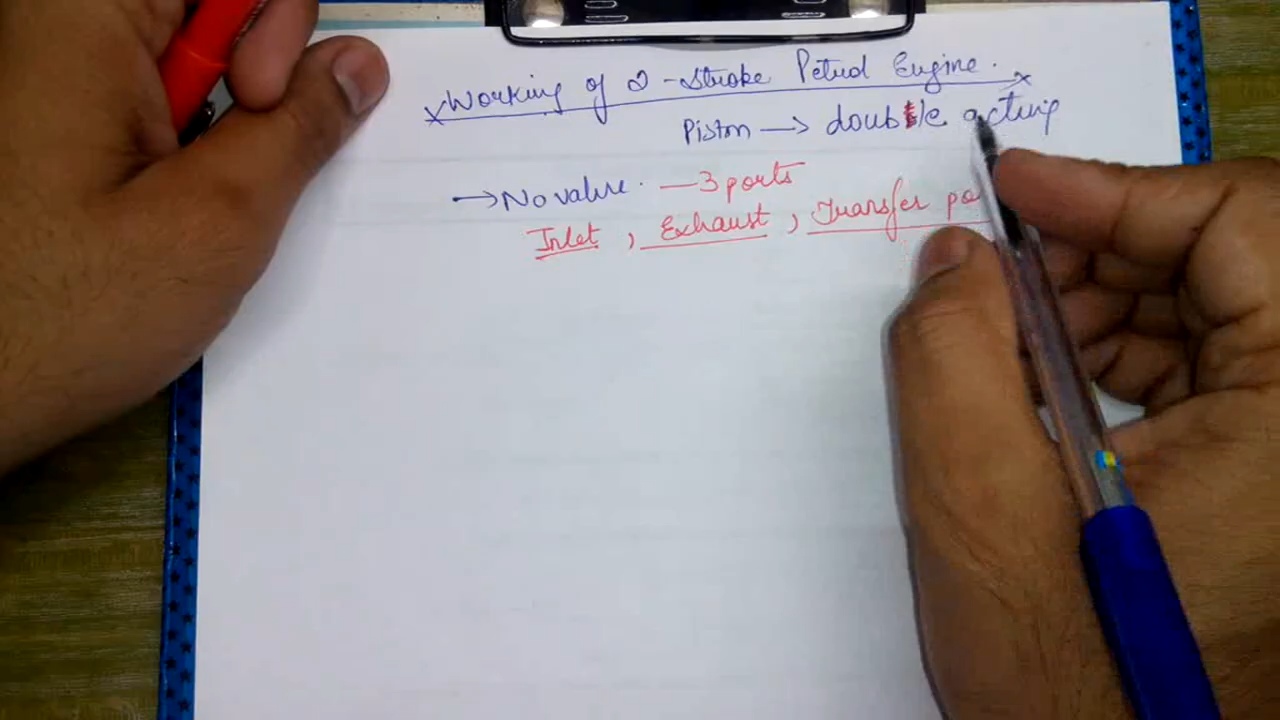 Working of 2-Stroke Petrol Engine.
Piston → double acting
→ No valve. — 3 ports
Inlet, Exhaust, Transfer